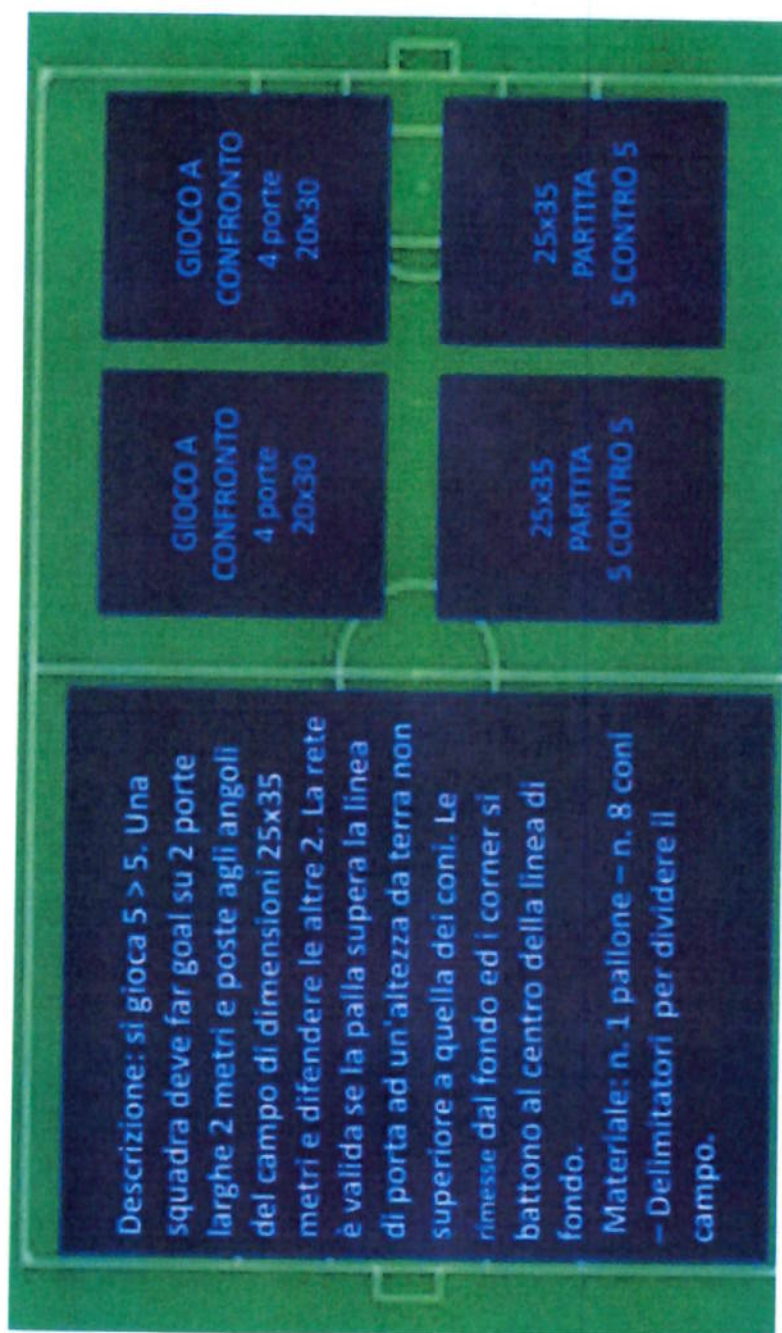 Descrizione: si gioca 5 > 5. Una
squadra deve far goal su 2 porte
larghe 2 metri e poste agli angoli
del campo di dimensioni 25x35
metri e difendere le altre 2. La rete
è valida se la palla supera la linea
di porta ad un'altezza da terra non
superiore a quella dei coni. Le
rimesse dal fondo ed i corner si
battono al centro della linea di
fondo.
Materiale: n. 1 pallone – n. 8 coni
– Delimitatori per dividere il
campo.
GIOCO A
CONFRONTO
4 porte
20x30
GIOCO A
CONFRONTO
4 porte
20x30
25x35
PARTITA
5 CONTRO 5
25x35
PARTITA
5 CONTRO 5